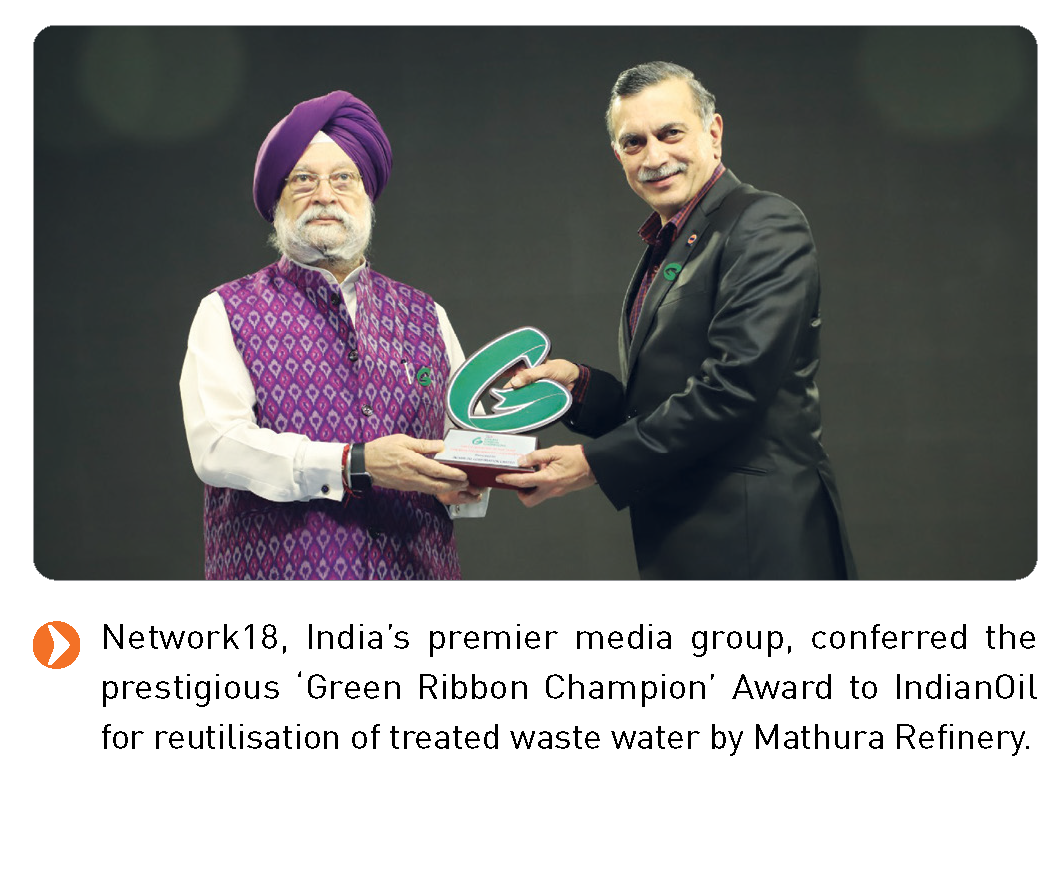 Network18, India's premier media group, conferred the
prestigious ‘Green Ribbon Champion’ Award to IndianOil
for reutilisation of treated waste water by Mathura Refinery.